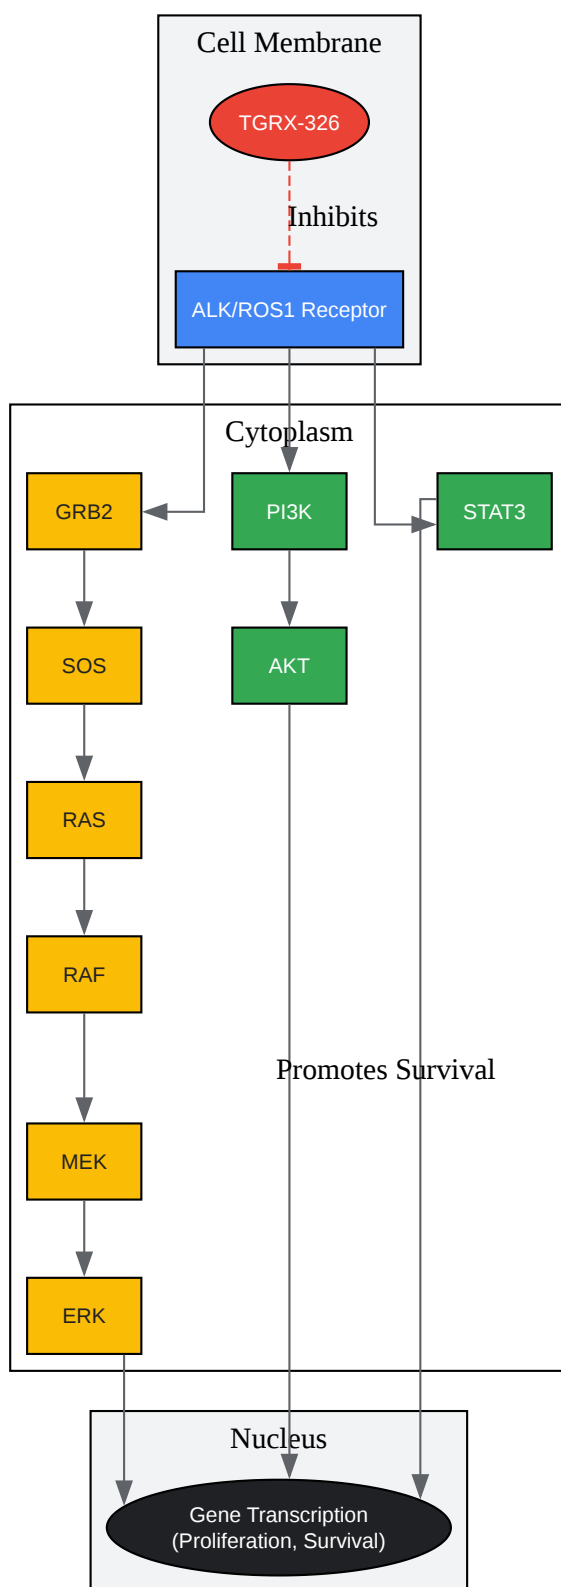 Cell Membrane
TGRX-326
Inhibits
ALK/ROS1 Receptor
Cytoplasm
GRB2
PI3K
STAT3
SOS
AKT
RAS
RAF
Promotes Survival
MEK
ERK
Nucleus
Gene Transcription
(Proliferation, Survival)